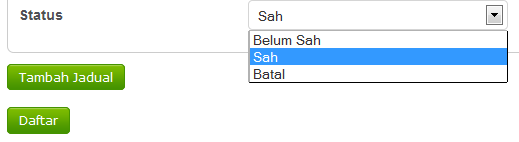 Status Sah
Belum Sah
Sah
Batal
Tambah Jadual
Daftar